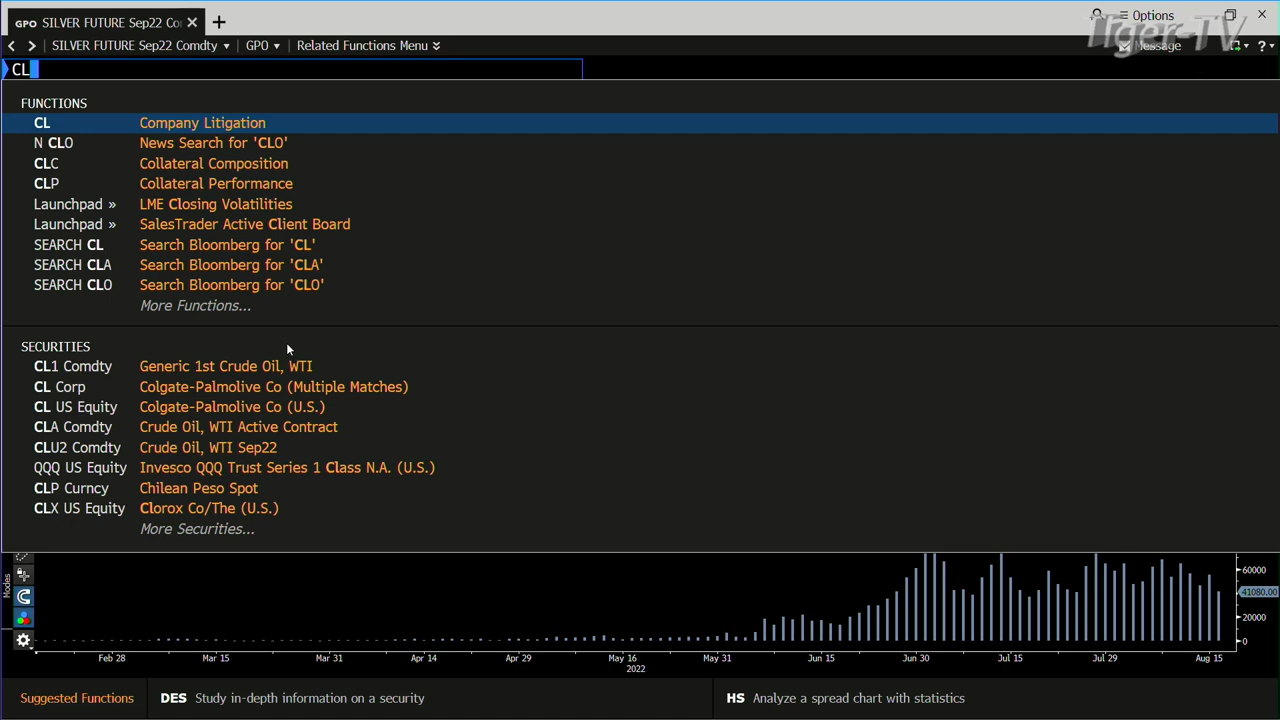 GPO SILVER FUTURE Sep22 Co
Options
SILVER FUTURE Sep22 Comdty GPO Related Functions Menu
Message
Tiger-TV
CL
FUNCTIONS
CL Company Litigation
N CLO News Search for 'CLO'
CLC Collateral Composition
CLP Collateral Performance
Launchpad » LME Closing Volatilities
Launchpad » SalesTrader Active Client Board
SEARCH CL Search Bloomberg for 'CL'
SEARCH CLA Search Bloomberg for 'CLA'
SEARCH CLO Search Bloomberg for 'CLO'
More Functions...
SECURITIES
CL1 Comdty Generic 1st Crude Oil, WTI
CL Corp Colgate-Palmolive Co (Multiple Matches)
CL US Equity Colgate-Palmolive Co (U.S.)
CLA Comdty Crude Oil, WTI Active Contract
CLU2 Comdty Crude Oil, WTI Sep22
QQQ US Equity Invesco QQQ Trust Series 1 Class N.A. (U.S.)
CLP Curncy Chilean Peso Spot
CLX US Equity Clorox Co/The (U.S.)
More Securities...
Modes
60000
41080.00
20000
0
Feb 28 Mar 15 Mar 31 Apr 14 Apr 29 May 16 May 31 Jun 15 Jun 30 Jul 15 Jul 29 Aug 15
2022
Suggested Functions DES Study in-depth information on a security HS Analyze a spread chart with statistics